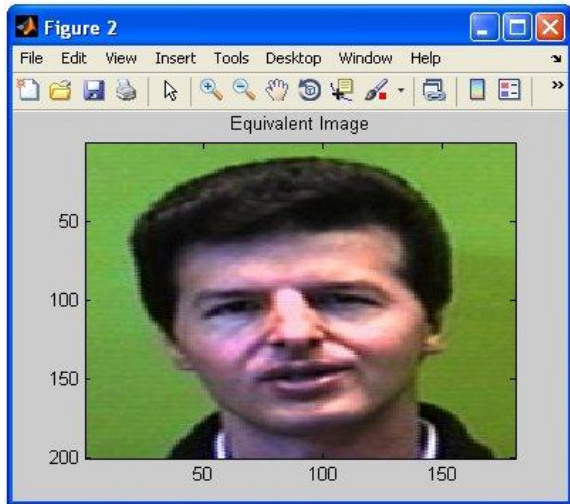 Figure 2
File Edit View Insert Tools Desktop Window Help
Equivalent Image
50
100
150
200
50 100 150